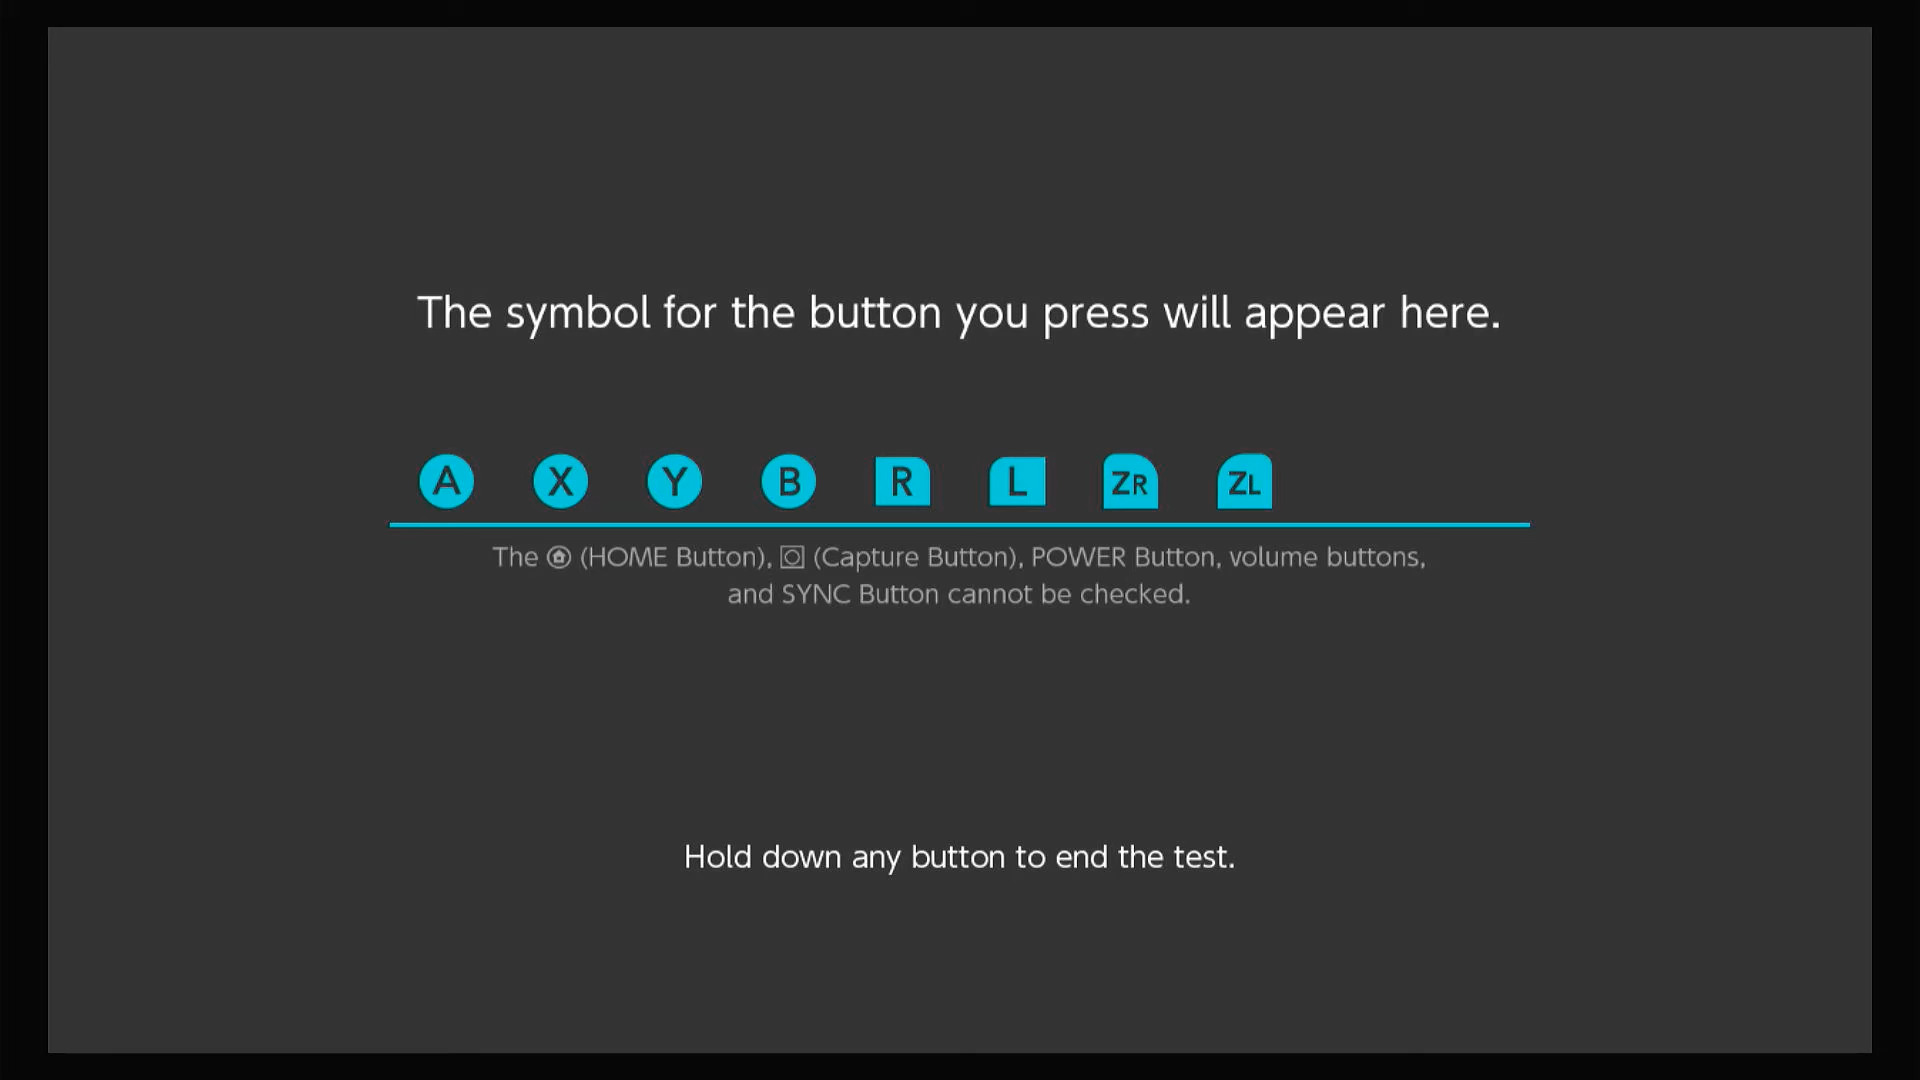 The symbol for the button you press will appear here.
A X Y B R L ZR ZL
The (HOME Button), (Capture Button), POWER Button, volume buttons,
and SYNC Button cannot be checked.
Hold down any button to end the test.